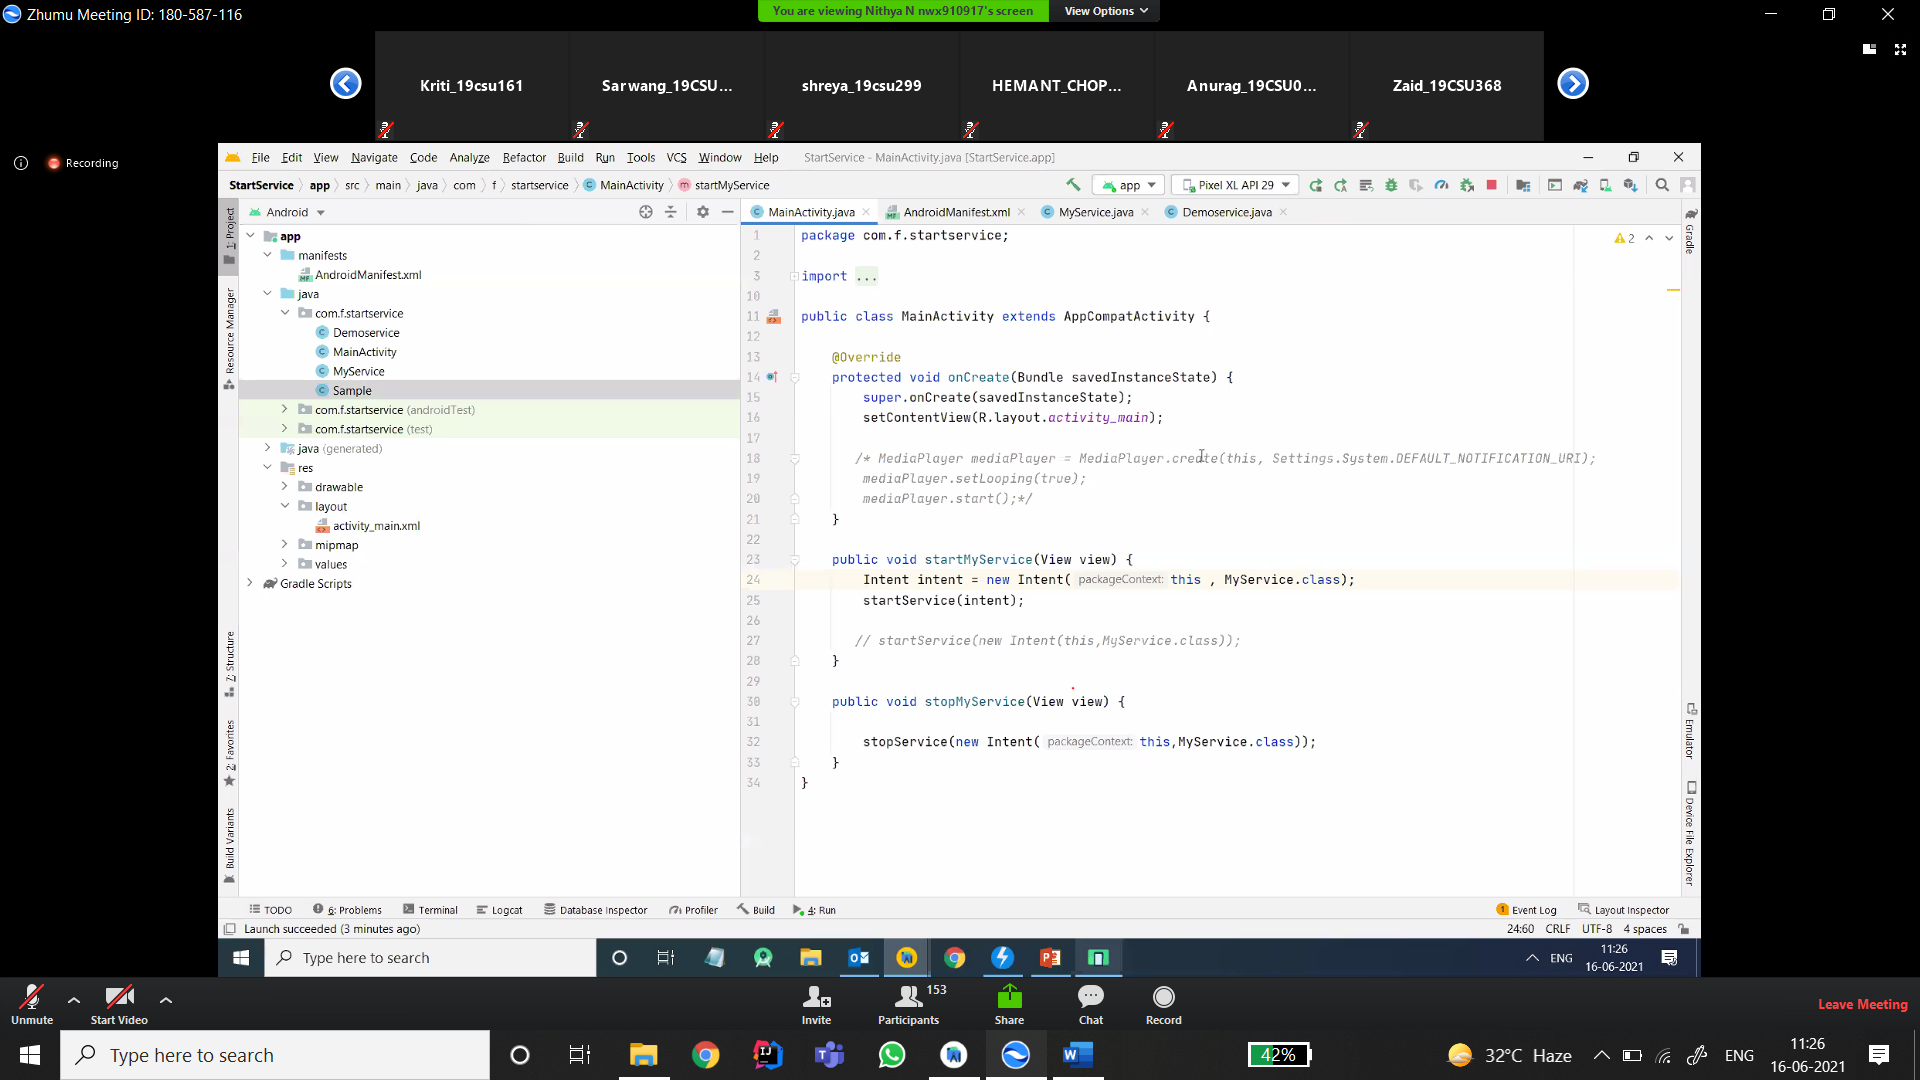 Zhumu Meeting ID: 180-587-116
You are viewing Nithya N nwx910917's screen
View Options
Kriti_19csu161
Sarwang_19CSU...
shreya_19csu299
HEMANT_CHOP...
Anurag_19CSU0...
Zaid_19CSU368
Recording
File Edit View Navigate Code Analyze Refactor Build Run Tools VCS Window Help
StartService - MainActivity.java [StartService.app]
StartService app src main java com f startservice MainActivity startMyService
app
Pixel XL API 29
1: Project
Resource Manager
7: Structure
2: Favorites
Build Variants
Android
app
manifests
AndroidManifest.xml
java
com.f.startservice
Demoservice
MainActivity
MyService
Sample
com.f.startservice (androidTest)
com.f.startservice (test)
java (generated)
res
drawable
layout
activity_main.xml
mipmap
values
Gradle Scripts
MainActivity.java
AndroidManifest.xml
MyService.java
Demoservice.java
2
1 package com.f.startservice;
2
3 import ...
10
11 public class MainActivity extends AppCompatActivity {
12
13 @Override
14 protected void onCreate(Bundle savedInstanceState) {
15 super.onCreate(savedInstanceState);
16 setContentView(R.layout.activity_main);
17
18 /* MediaPlayer mediaPlayer = MediaPlayer.create(this, Settings.System.DEFAULT_NOTIFICATION_URI);
19 mediaPlayer.setLooping(true);
20 mediaPlayer.start();*/
21 }
22
23 public void startMyService(View view) {
24 Intent intent = new Intent( packageContext: this , MyService.class);
25 startService(intent);
26
27 // startService(new Intent(this,MyService.class));
28 }
29
30 public void stopMyService(View view) {
31
32 stopService(new Intent( packageContext: this,MyService.class));
33 }
34 }
Gradle
Emulator
Device File Explorer
TODO
6: Problems
Terminal
Logcat
Database Inspector
Profiler
Build
4: Run
1 Event Log
Layout Inspector
Launch succeeded (3 minutes ago)
24:60 CRLF UTF-8 4 spaces
Type here to search
ENG
11:26
16-06-2021
Unmute
Start Video
Invite
Participants 153
Share
Chat
Record
Leave Meeting
Type here to search
42%
32°C Haze
ENG
11:26
16-06-2021